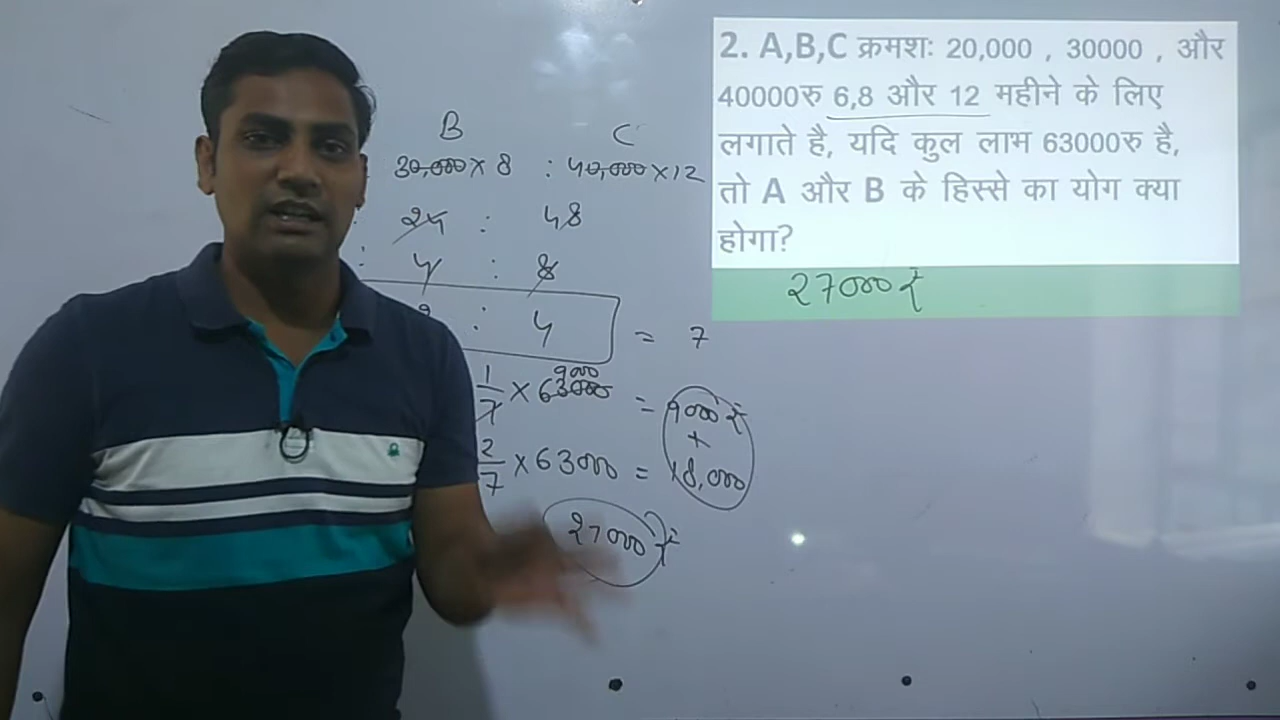 2. A,B,C क्रमशः 20,000 , 30000 , और
40000रु 6,8 और 12 महीने के लिए
लगाते है, यदि कुल लाभ 63000रु है,
तो A और B के हिस्से का योग क्या
होगा?
27000₹
B C
30,000 × 8 : 40,000 × 12
: 24 : 48
: 4 : 8
2 : 4 = 7
1/7 × 63000 900 = 9000₹
+
2/7 × 63000 = 18,000
27000₹